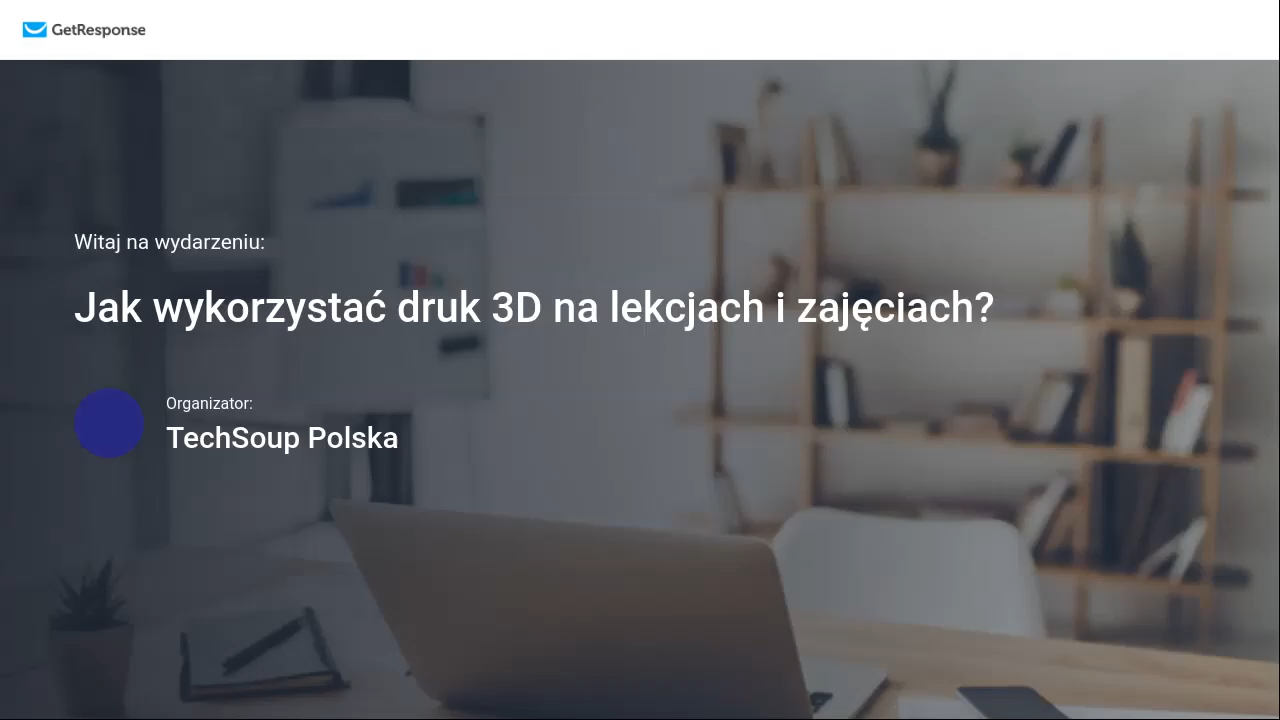 GetResponse
Witaj na wydarzeniu:
Jak wykorzystać druk 3D na lekcjach i zajęciach?
Organizator:
TechSoup Polska